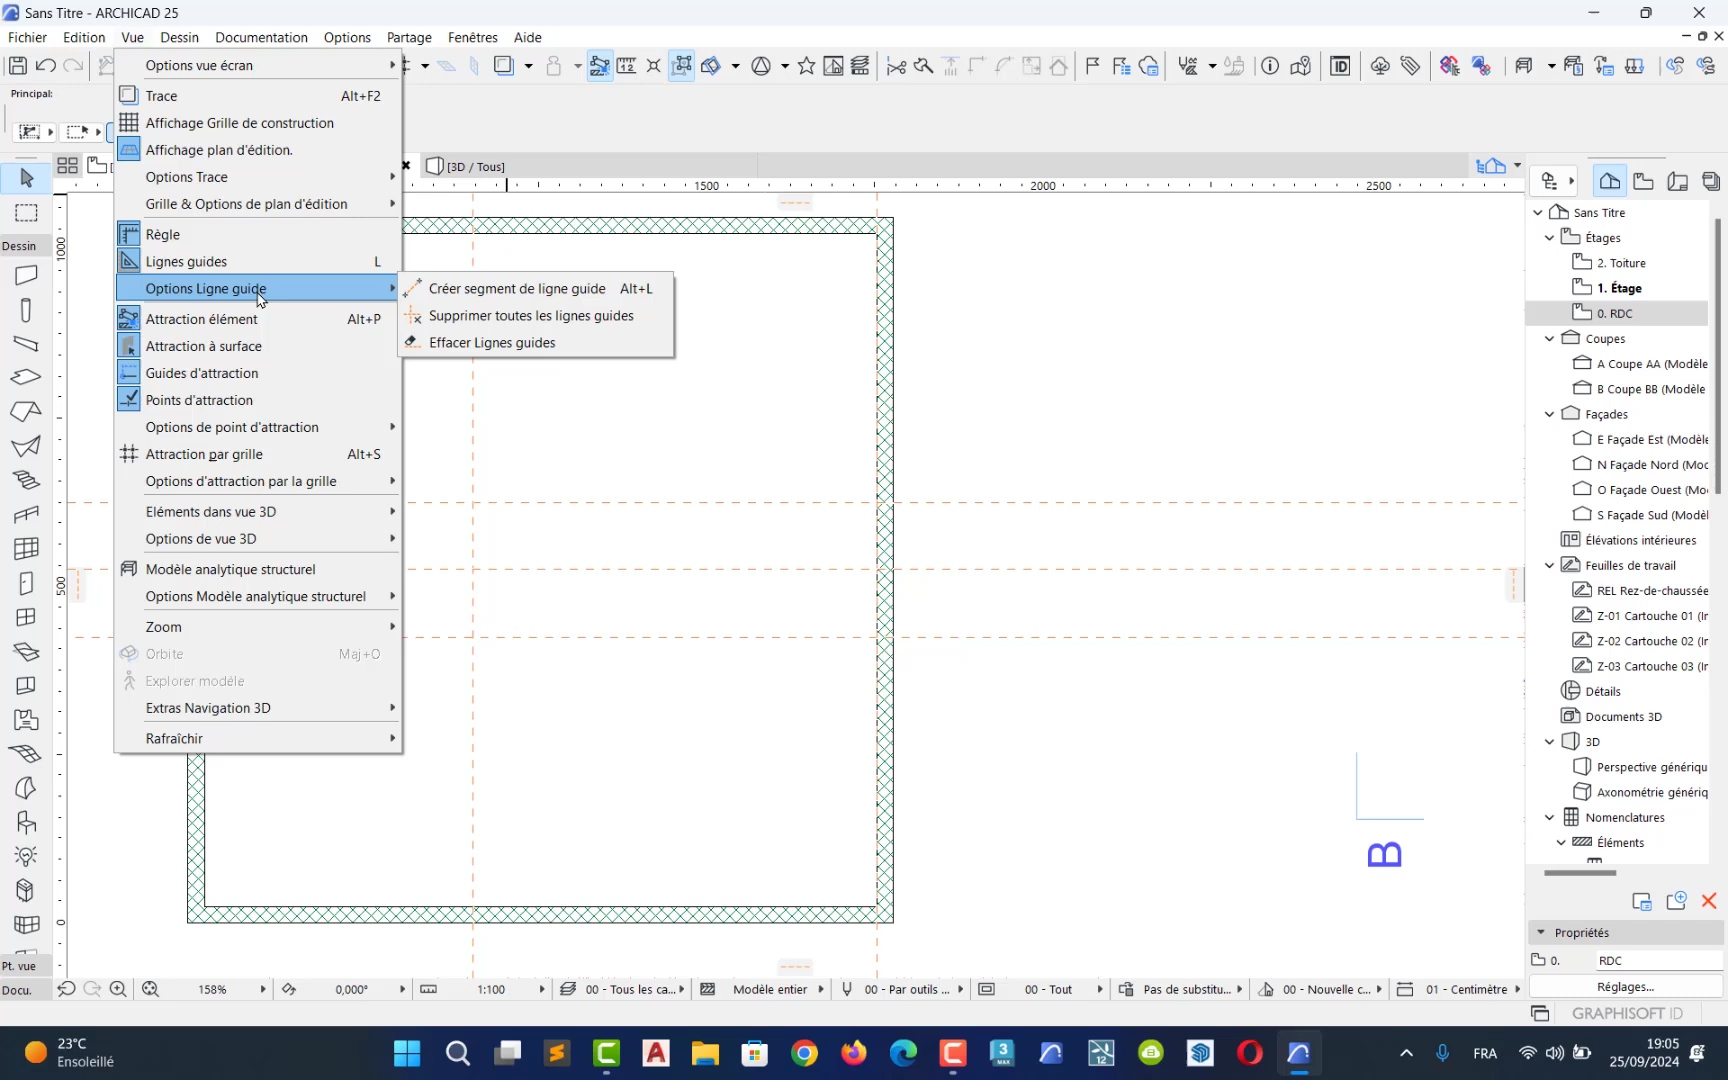 Sans Titre - ARCHICAD 25
Fichier Edition Vue Dessin Documentation Options Partage Fenêtres Aide
Principal:
Options vue écran
Trace Alt+F2
Affichage Grille de construction
Affichage plan d'édition.
Options Trace
Grille & Options de plan d'édition
Règle
Lignes guides L
Options Ligne guide
Attraction élément Alt+P
Attraction à surface
Guides d'attraction
Points d'attraction
Options de point d'attraction
Attraction par grille Alt+S
Options d'attraction par la grille
Eléments dans vue 3D
Options de vue 3D
Modèle analytique structurel
Options Modèle analytique structurel
Zoom
Orbite Maj+O
Explorer modèle
Extras Navigation 3D
Rafraîchir
Créer segment de ligne guide Alt+L
Supprimer toutes les lignes guides
Effacer Lignes guides
[3D / Tous]
1500 2000 2500
1000
500
0
Dessin
Pt. vue
Docu.
B
Sans Titre
Étages
2. Toiture
1. Étage
0. RDC
Coupes
A Coupe AA (Modèle
B Coupe BB (Modèle
Façades
E Façade Est (Modèle
N Façade Nord (Moc
O Façade Ouest (Mo
S Façade Sud (Modèl
Élévations intérieures
Feuilles de travail
REL Rez-de-chaussée
Z-01 Cartouche 01 (Ir
Z-02 Cartouche 02 (Ir
Z-03 Cartouche 03 (Ir
Détails
Documents 3D
3D
Perspective génériqu
Axonométrie génériq
Nomenclatures
Éléments
Propriétés
0. RDC
Réglages...
158% 0,000° 1:100 00 - Tous les ca... Modèle entier 00 - Par outils ... 00 - Tout Pas de substitu... 00 - Nouvelle c... 01 - Centimètre
GRAPHISOFT ID
23°C
Ensoleillé
FRA
19:05
25/09/2024